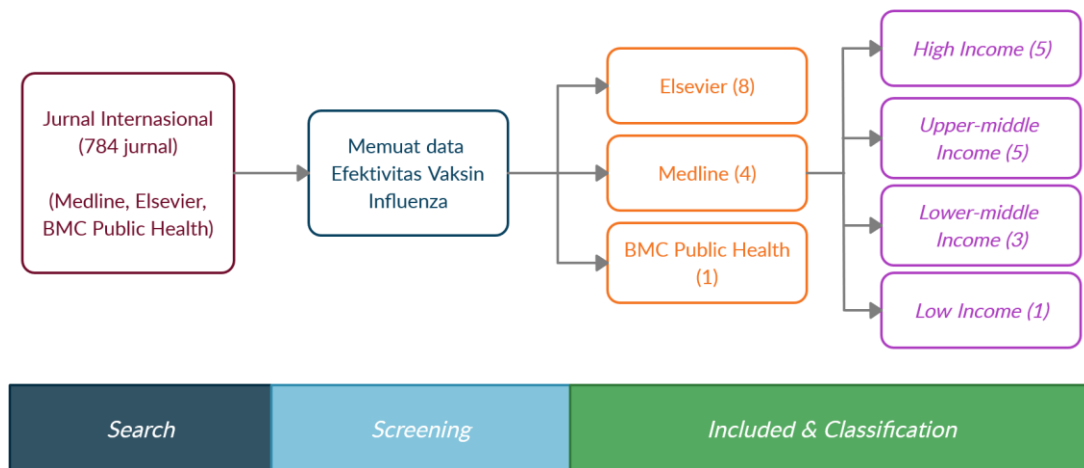 Jurnal Internasional
(784 jurnal)
(Medline, Elsevier,
BMC Public Health)
Memuat data
Efektivitas Vaksin
Influenza
Elsevier (8)
Medline (4)
BMC Public Health
(1)
High Income (5)
Upper-middle
Income (5)
Lower-middle
Income (3)
Low Income (1)
Search
Screening
Included & Classification